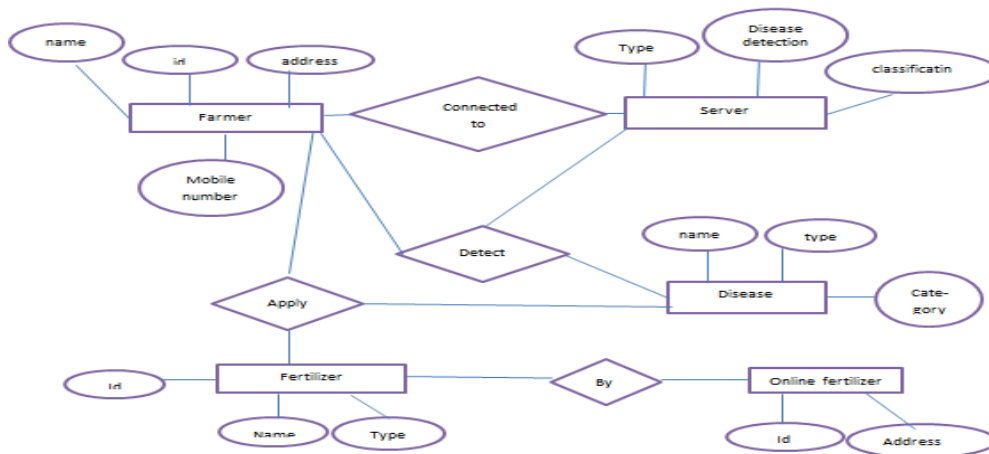 name
id
address
Type
Disease
detection
classificatin
Farmer
Connected
to
Server
Mobile
number
name
type
Detect
Disease
Cate-
gory
Apply
Id
Fertilizer
By
Online fertilizer
Name
Type
Id
Address